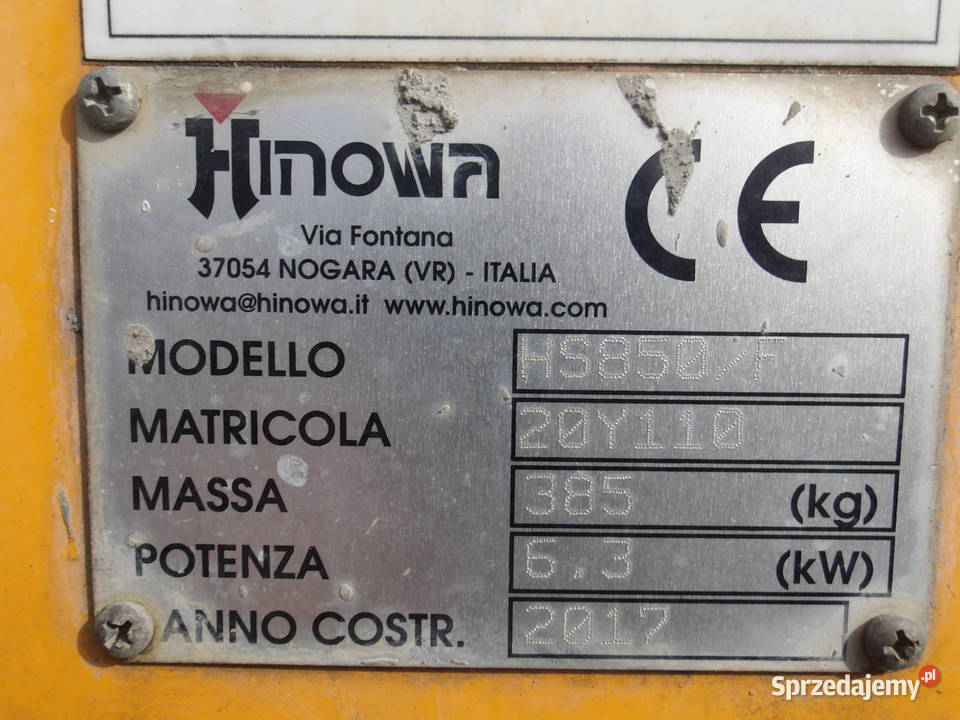 HINOWA
CE
Via Fontana
37054 NOGARA (VR) - ITALIA
hinowa@hinowa.it www.hinowa.com
MODELLO HS850/F
MATRICOLA 20Y110
MASSA 385 (kg)
POTENZA 6,3 (kW)
ANNO COSTR. 2017
Sprzedajemy.pl